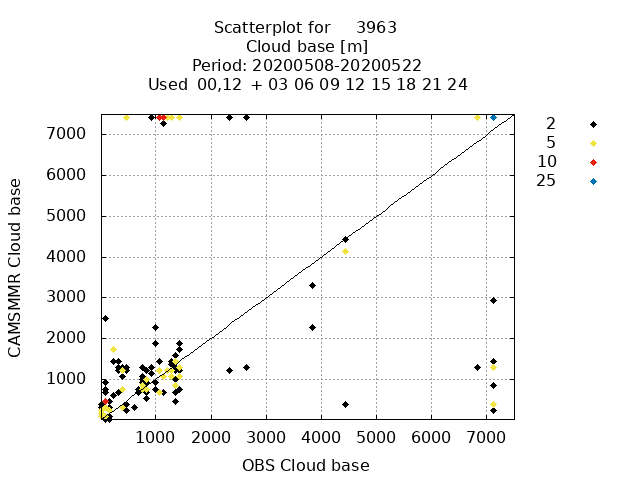 Scatterplot for 3963
Cloud base [m]
Period: 20200508-20200522
Used 00,12 + 03 06 09 12 15 18 21 24
2
5
10
25
7000
6000
5000
4000
3000
2000
1000
CAMSMMR Cloud base
1000 2000 3000 4000 5000 6000 7000
OBS Cloud base